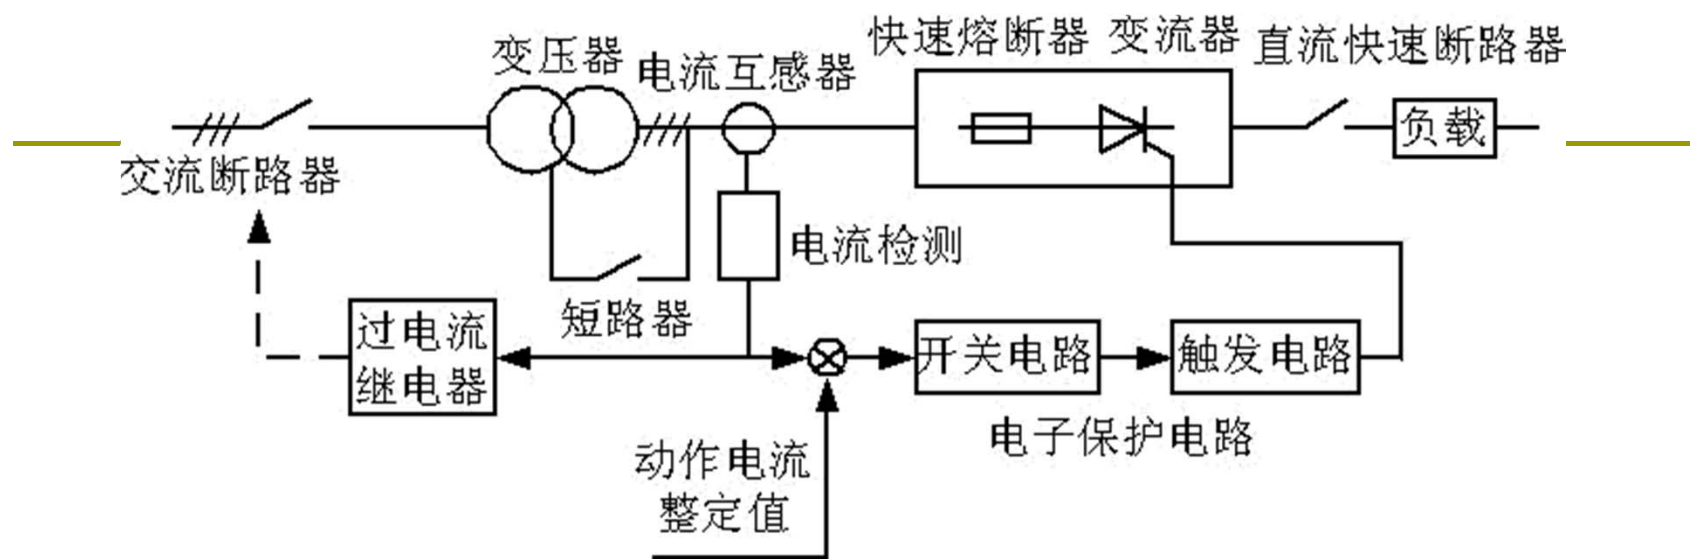 快速熔断器 变流器 直流快速断路器
变压器 电流互感器
负载
交流断路器
电流检测
短路器
过电流
继电器
开关电路
触发电路
电子保护电路
动作电流
整定值